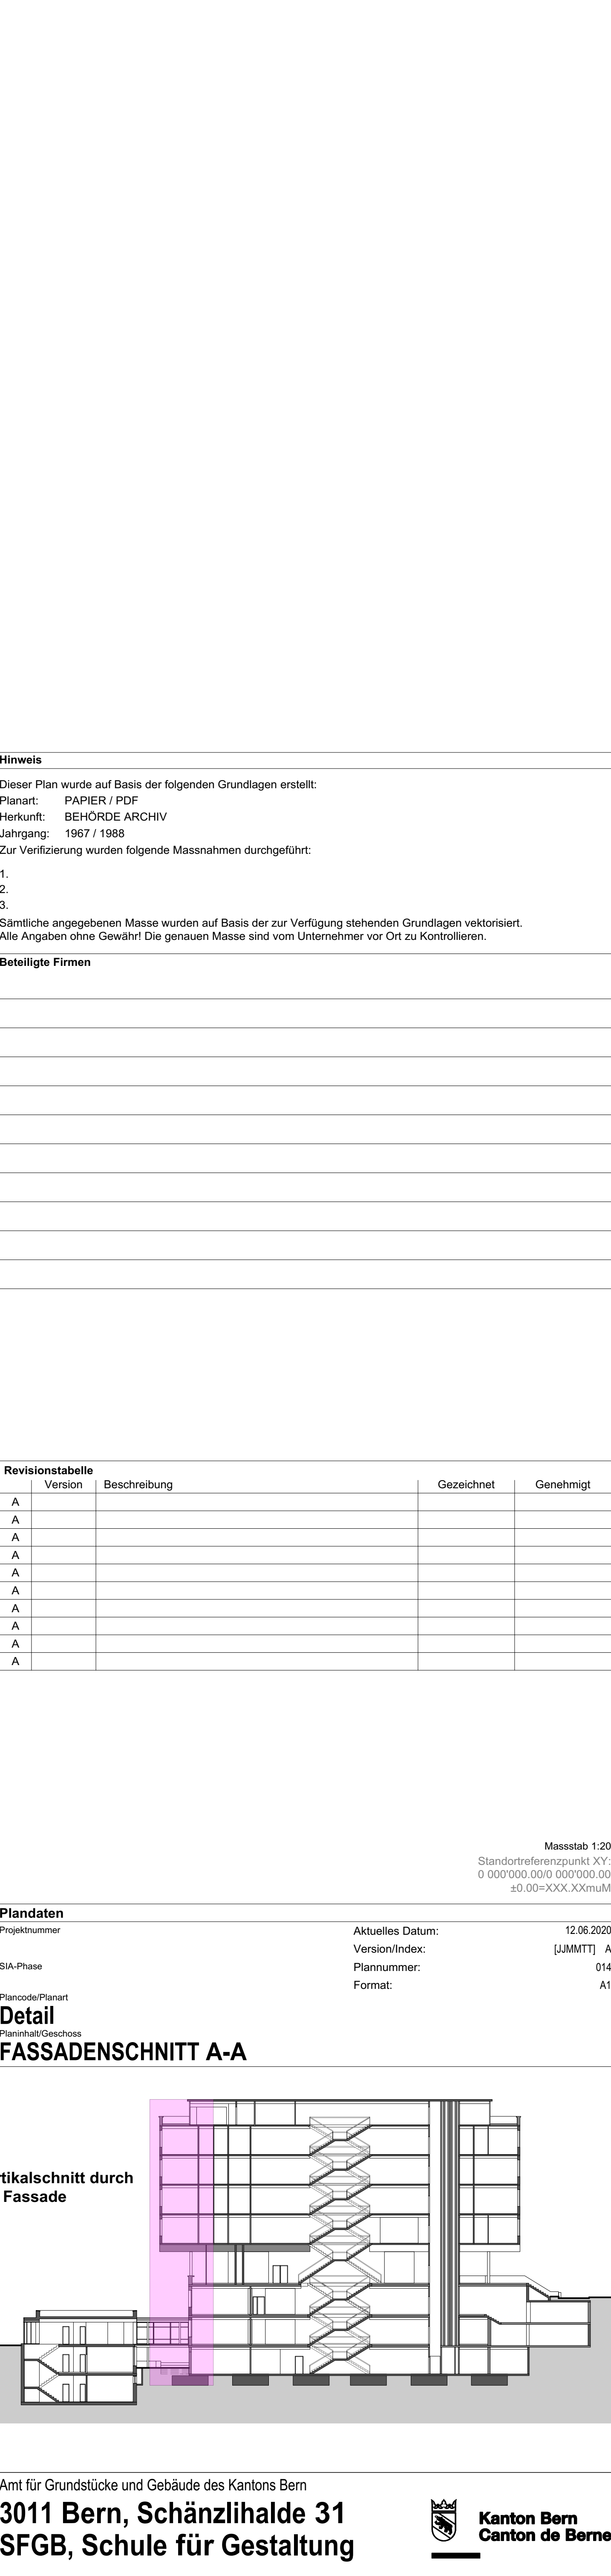 Hinweis
Dieser Plan wurde auf Basis der folgenden Grundlagen erstellt:
Planart: PAPIER / PDF
Herkunft: BEHÖRDE ARCHIV
Jahrgang: 1967 / 1988
Zur Verifizierung wurden folgende Massnahmen durchgeführt:
1.
2.
3.
Sämtliche angegebenen Masse wurden auf Basis der zur Verfügung stehenden Grundlagen vektorisiert.
Alle Angaben ohne Gewähr! Die genauen Masse sind vom Unternehmer vor Ort zu Kontrollieren.
Beteiligte Firmen
Revisionstabelle
Version Beschreibung Gezeichnet Genehmigt
A
A
A
A
A
A
A
A
A
A
Massstab 1:20
Standortreferenzpunkt XY:
0 000'000.00/0 000'000.00
±0.00=XXX.XXmuM
Plandaten
Projektnummer
Aktuelles Datum: 12.06.2020
Version/Index: [JJMMTT] A
SIA-Phase
Plannummer: 014
Format: A1
Plancode/Planart
Detail
Planinhalt/Geschoss
FASSADENSCHNITT A-A
tikalschnitt durch
Fassade
Amt für Grundstücke und Gebäude des Kantons Bern
3011 Bern, Schänzlihalde 31
SFGB, Schule für Gestaltung
Kanton Bern
Canton de Berne